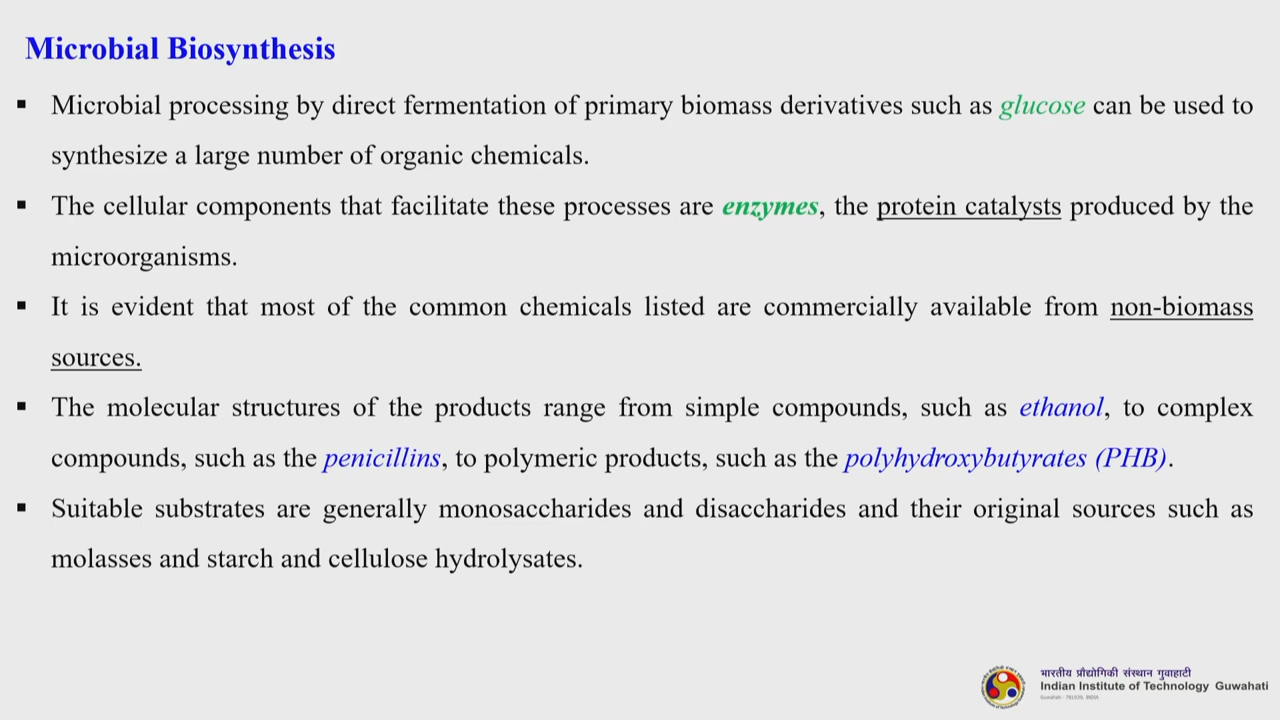 Microbial Biosynthesis
▪ Microbial processing by direct fermentation of primary biomass derivatives such as glucose can be used to
synthesize a large number of organic chemicals.
▪ The cellular components that facilitate these processes are enzymes, the protein catalysts produced by the
microorganisms.
▪ It is evident that most of the common chemicals listed are commercially available from non-biomass
sources.
▪ The molecular structures of the products range from simple compounds, such as ethanol, to complex
compounds, such as the penicillins, to polymeric products, such as the polyhydroxybutyrates (PHB).
▪ Suitable substrates are generally monosaccharides and disaccharides and their original sources such as
molasses and starch and cellulose hydrolysates.
भारतीय प्रौद्योगिकी संस्थान गुवाहाटी
Indian Institute of Technology Guwahati
Guwahati - 781039, INDIA